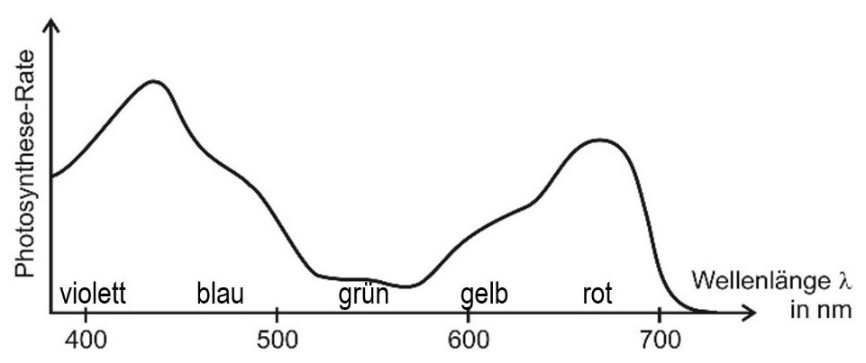 Photosynthese-Rate
violett blau grün gelb rot
Wellenlänge λ
in nm
400 500 600 700